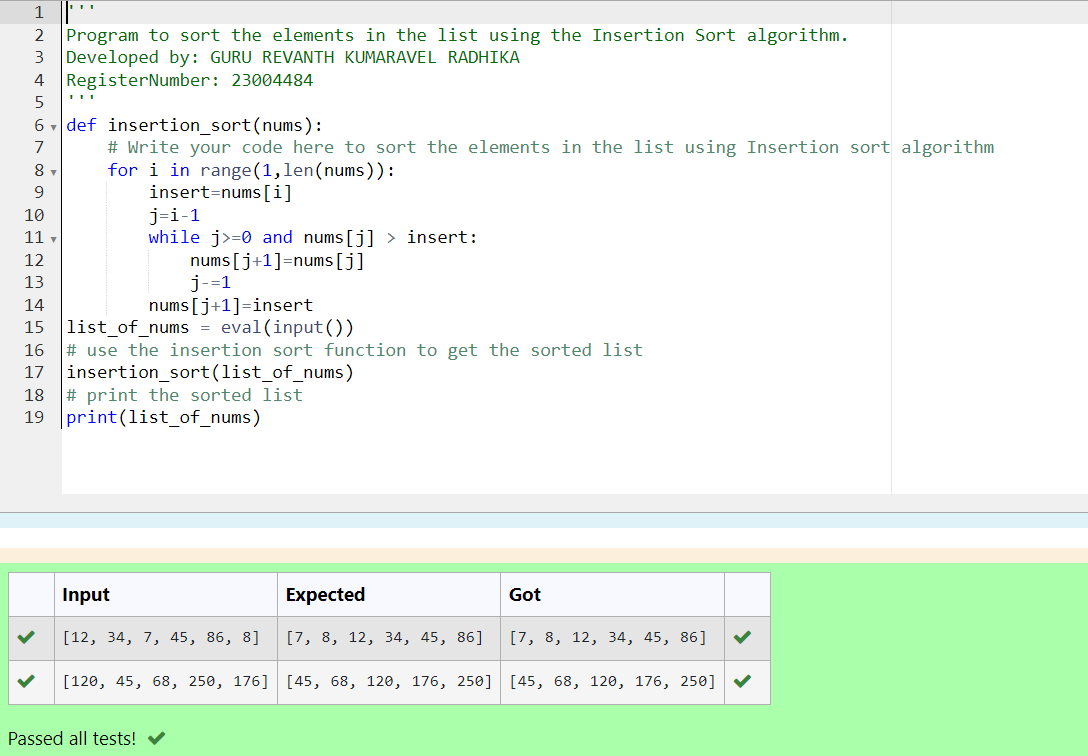 1 '''
2 Program to sort the elements in the list using the Insertion Sort algorithm.
3 Developed by: GURU REVANTH KUMARAVEL RADHIKA
4 RegisterNumber: 23004484
5 '''
6 def insertion_sort(nums):
7     # Write your code here to sort the elements in the list using Insertion sort algorithm
8     for i in range(1,len(nums)):
9         insert=nums[i]
10         j=i-1
11         while j>=0 and nums[j] > insert:
12             nums[j+1]=nums[j]
13             j-=1
14         nums[j+1]=insert
15 list_of_nums = eval(input())
16 # use the insertion sort function to get the sorted list
17 insertion_sort(list_of_nums)
18 # print the sorted list
19 print(list_of_nums)
Input Expected Got
[12, 34, 7, 45, 86, 8] [7, 8, 12, 34, 45, 86] [7, 8, 12, 34, 45, 86]
[120, 45, 68, 250, 176] [45, 68, 120, 176, 250] [45, 68, 120, 176, 250]
Passed all tests!